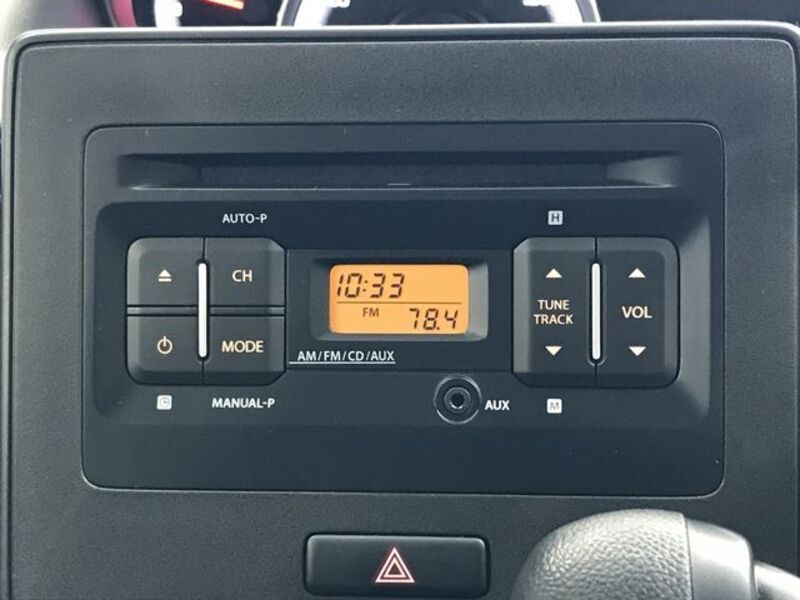 AUTO-P
H
CH
MODE
10:33
FM
78.4
AM/FM/CD/AUX
TUNE
TRACK
VOL
MANUAL-P
AUX
M